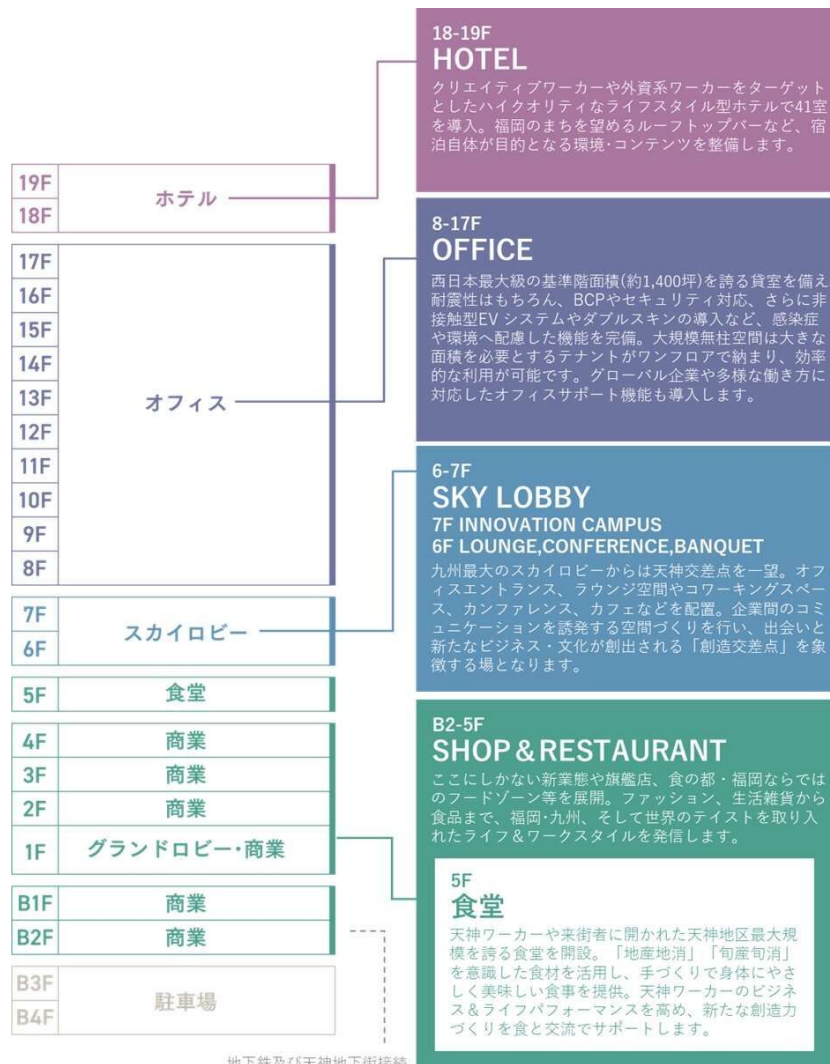 19F
18F
ホテル
17F
16F
15F
14F
13F
12F
11F
10F
9F
8F
オフィス
7F
6F
スカイロビー
5F
食堂
4F
商業
3F
商業
2F
商業
1F
グランドロビー・商業
B1F
商業
B2F
商業
B3F
B4F
駐車場
地下鉄及び天神地下街接続
18-19F
HOTEL
クリエイティブワーカーや外資系ワーカーをターゲット
としたハイクオリティなライフスタイル型ホテルで41室
を導入。福岡のまちを望めるルーフトップバーなど、宿
泊自体が目的となる環境・コンテンツを整備します。
8-17F
OFFICE
西日本最大級の基準階面積(約1,400坪)を誇る貸室を備え
耐震性はもちろん、BCPやセキュリティ対応、さらに非
接触型EVシステムやダブルスキンの導入など、感染症
や環境へ配慮した機能を完備。大規模無柱空間は大きな
面積を必要とするテナントがワンフロアで納まり、効率
的な利用が可能です。グローバル企業や多様な働き方に
対応したオフィスサポート機能も導入します。
6-7F
SKY LOBBY
7F INNOVATION CAMPUS
6F LOUNGE,CONFERENCE,BANQUET
九州最大のスカイロビーからは天神交差点を一望。オフ
ィスエントランス、ラウンジ空間やコワーキングスペー
ス、カンファレンス、カフェなどを配置。企業間のコミ
ュニケーションを誘発する空間づくりを行い、出会いと
新たなビジネス・文化が創出される「創造交差点」を象
徴する場となります。
B2-5F
SHOP＆RESTAURANT
ここにしかない新業態や旗艦店、食の都・福岡ならでは
のフードゾーン等を展開。ファッション、生活雑貨から
食品まで、福岡・九州、そして世界のテイストを取り入
れたライフ＆ワークスタイルを発信します。
5F
食堂
天神ワーカーや来街者に開かれた天神地区最大規
模を誇る食堂を開設。「地産地消」「旬産旬消」
を意識した食材を活用し、手づくりで身体にやさ
しく美味しい食事を提供。天神ワーカーのビジネ
ス＆ライフパフォーマンスを高め、新たな創造力
づくりを食と交流でサポートします。